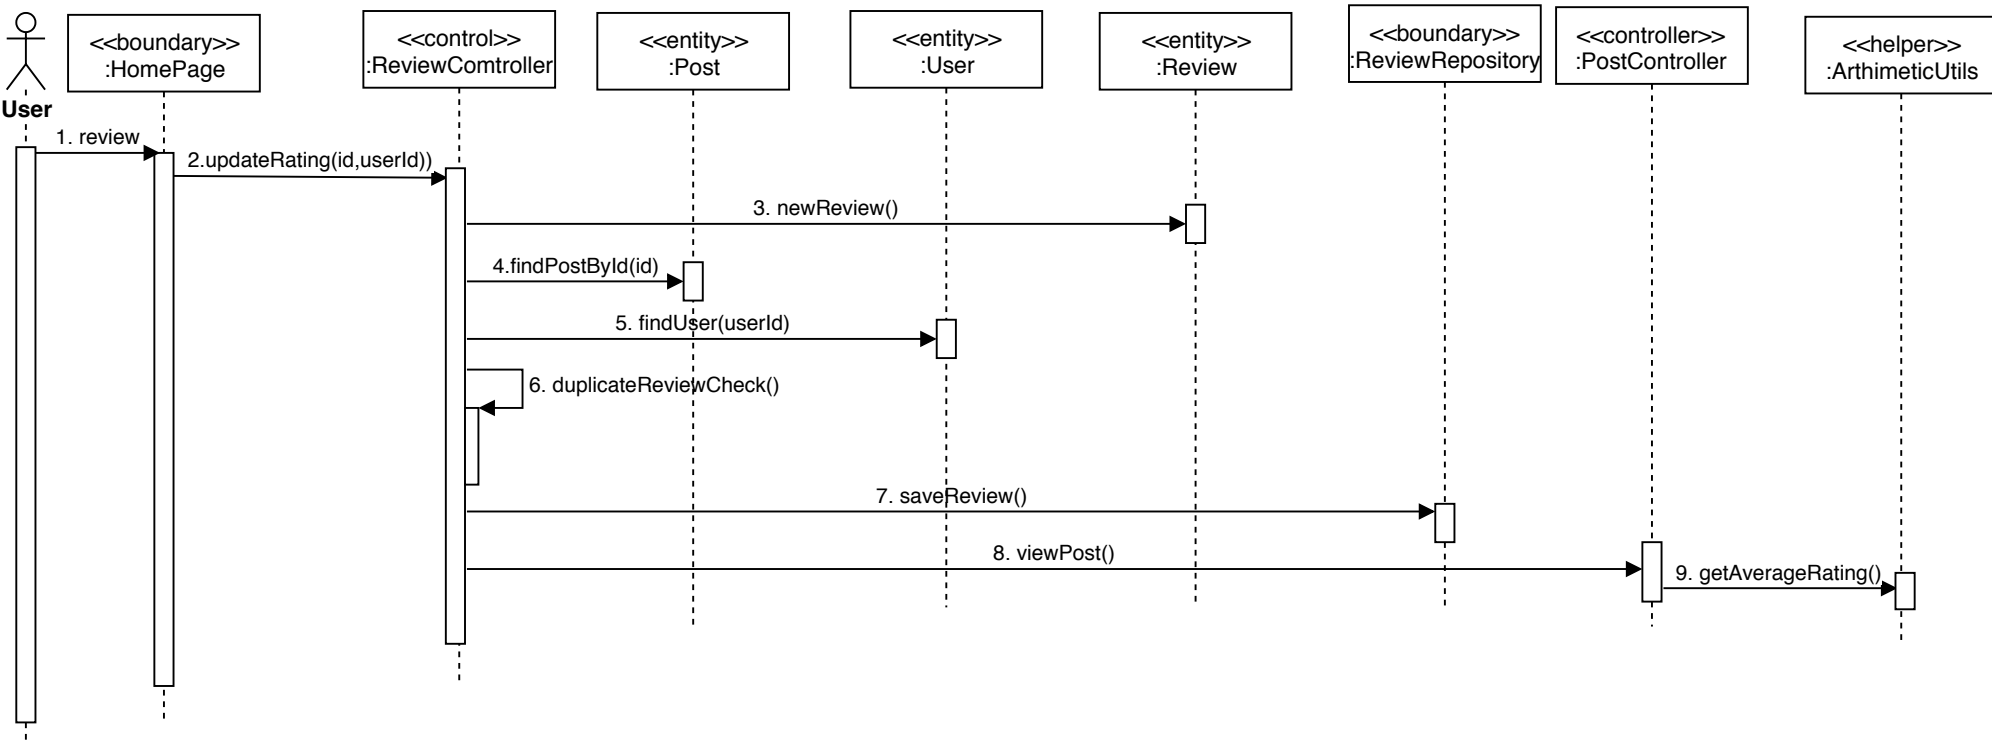 <<boundary>>
:HomePage
<<control>>
:ReviewComtroller
<<entity>>
:Post
<<entity>>
:User
<<entity>>
:Review
<<boundary>>
:ReviewRepository
<<controller>>
:PostController
<<helper>>
:ArthimeticUtils
User
1. review
2.updateRating(id,userId))
3. newReview()
4.findPostById(id)
5. findUser(userId)
6. duplicateReviewCheck()
7. saveReview()
8. viewPost()
9. getAverageRating()